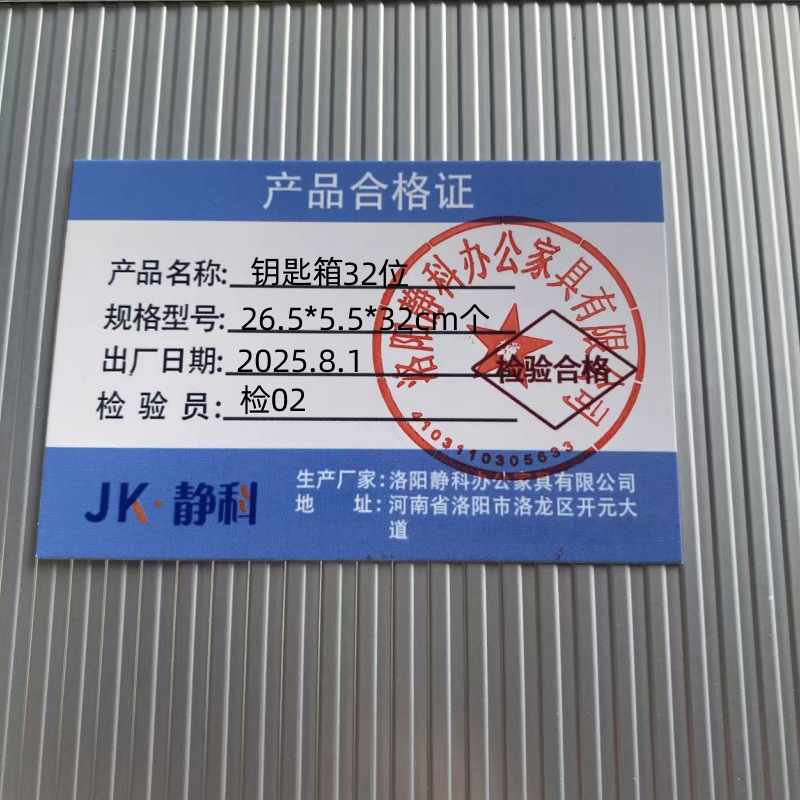 产品合格证
产品名称: 钥匙箱32位
规格型号: 26.5*5.5*32cm个
出厂日期: 2025.8.1
检验员: 检02
洛阳静科办公家具有限公司
检验合格
4103110305633
JK·静科
生产厂家:洛阳静科办公家具有限公司
地址:河南省洛阳市洛龙区开元大
道